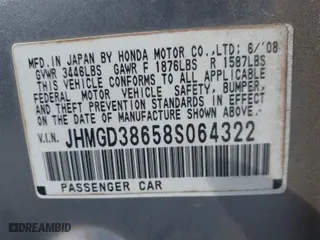 MFD. IN JAPAN BY HONDA MOTOR CO.,LTD; 6/'08
GVWR 3446LBS GAWR F 1876LBS R 1587LBS
THIS VEHICLE CONFORMS TO ALL APPLICABLE
FEDERAL MOTOR VEHICLE SAFETY, BUMPER,
AND THEFT PREVENTION STANDARDS IN EFFECT
ON THE DATE OF MANUFACTURE SHOWN ABOVE.
V.I.N. JHMGD38658S064322
PASSENGER CAR
DREAMBID